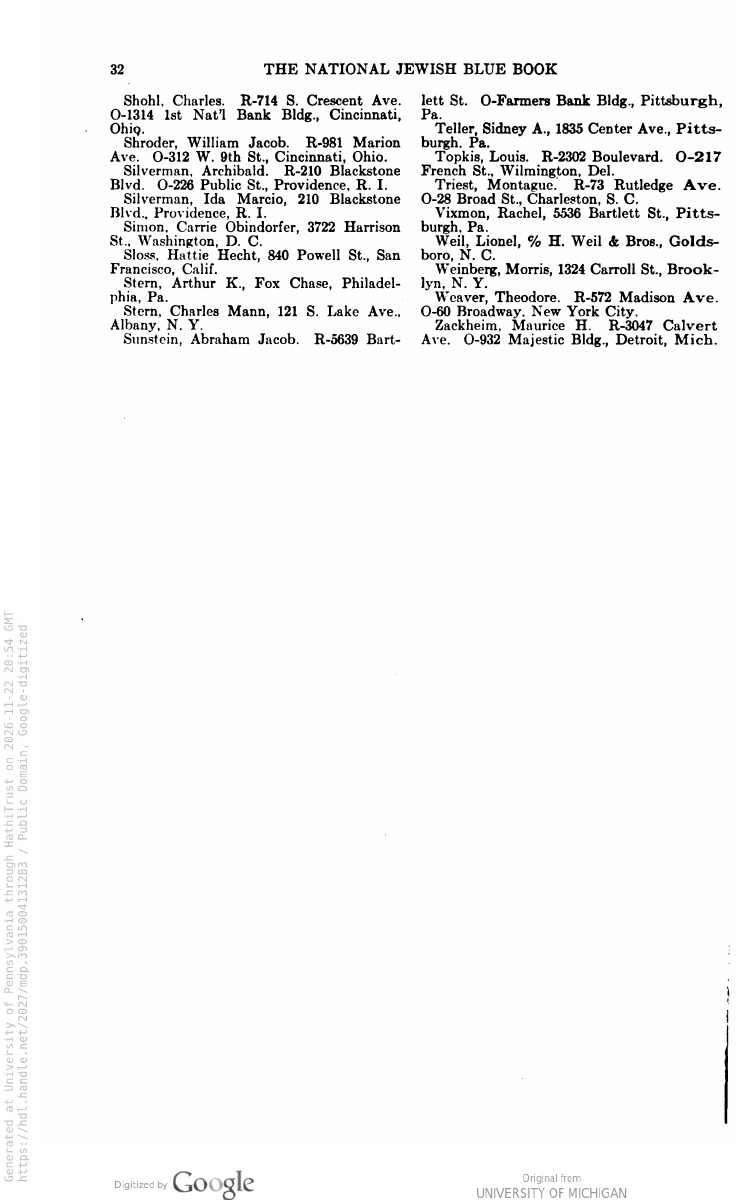 32
THE NATIONAL JEWISH BLUE BOOK
Shohl, Charles. R-714 S. Crescent Ave.
O-1314 1st Nat'l Bank Bldg., Cincinnati,
Ohio.
Shroder, William Jacob. R-981 Marion
Ave. O-312 W. 9th St., Cincinnati, Ohio.
Silverman, Archibald. R-210 Blackstone
Blvd. O-226 Public St., Providence, R. I.
Silverman, Ida Marcio, 210 Blackstone
Blvd., Providence, R. I.
Simon, Carrie Obindorfer, 3722 Harrison
St., Washington, D. C.
Sloss, Hattie Hecht, 840 Powell St., San
Francisco, Calif.
Stern, Arthur K., Fox Chase, Philadel-
phia, Pa.
Stern, Charles Mann, 121 S. Lake Ave.,
Albany, N. Y.
Sunstein, Abraham Jacob. R-5639 Bart-
lett St. O-Farmers Bank Bldg., Pittsburgh,
Pa.
Teller, Sidney A., 1835 Center Ave., Pitts-
burgh, Pa.
Topkis, Louis. R-2302 Boulevard. O-217
French St., Wilmington, Del.
Triest, Montague. R-73 Rutledge Ave.
O-28 Broad St., Charleston, S. C.
Vixmon, Rachel, 5536 Bartlett St., Pitts-
burgh, Pa.
Weil, Lionel, % H. Weil & Bros., Golds-
boro, N. C.
Weinberg, Morris, 1324 Carroll St., Brook-
lyn, N. Y.
Weaver, Theodore. R-572 Madison Ave.
O-60 Broadway, New York City.
Zackheim, Maurice H. R-3047 Calvert
Ave. O-932 Majestic Bldg., Detroit, Mich.
Generated at University of Pennsylvania through HathiTrust on 2026-11-22 20:54 GMT
https://hdl.handle.net/2027/mdp.39015004131283 / Public Domain, Google-digitized
Digitized by Google
Original from
UNIVERSITY OF MICHIGAN